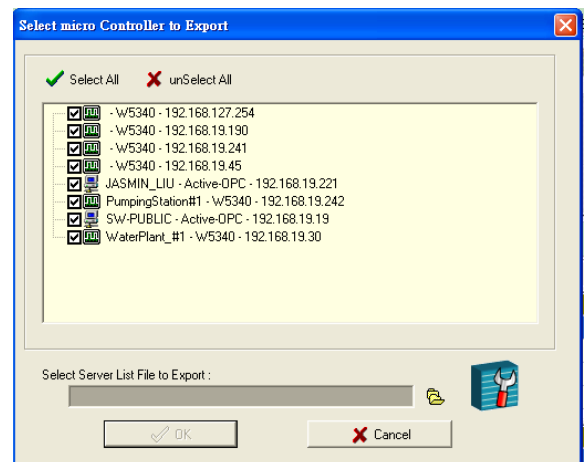 Select micro Controller to Export
Select All unSelect All
- W5340 - 192.168.127.254
- W5340 - 192.168.19.190
- W5340 - 192.168.19.241
- W5340 - 192.168.19.45
JASMIN_LIU - Active-OPC - 192.168.19.221
PumpingStation#1 - W5340 - 192.168.19.242
SW-PUBLIC - Active-OPC - 192.168.19.19
WaterPlant_#1 - W5340 - 192.168.19.30
Select Server List File to Export :
OK Cancel